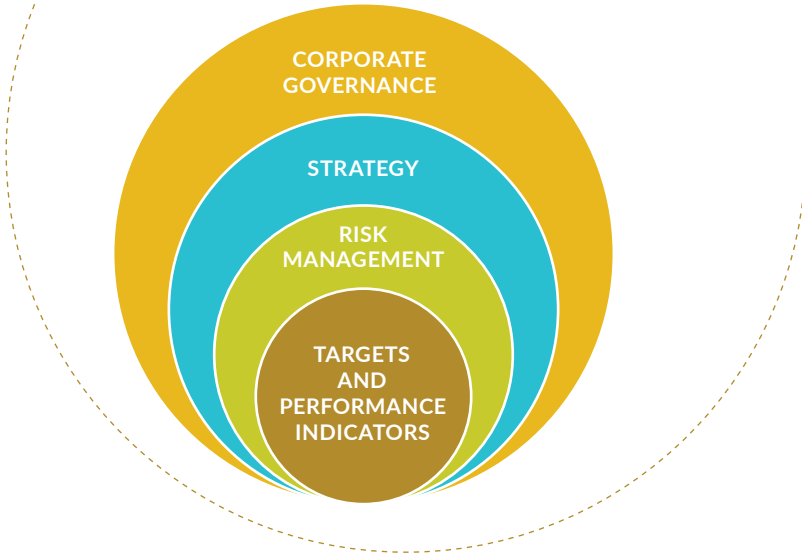 CORPORATE
GOVERNANCE
STRATEGY
RISK
MANAGEMENT
TARGETS
AND
PERFORMANCE
INDICATORS